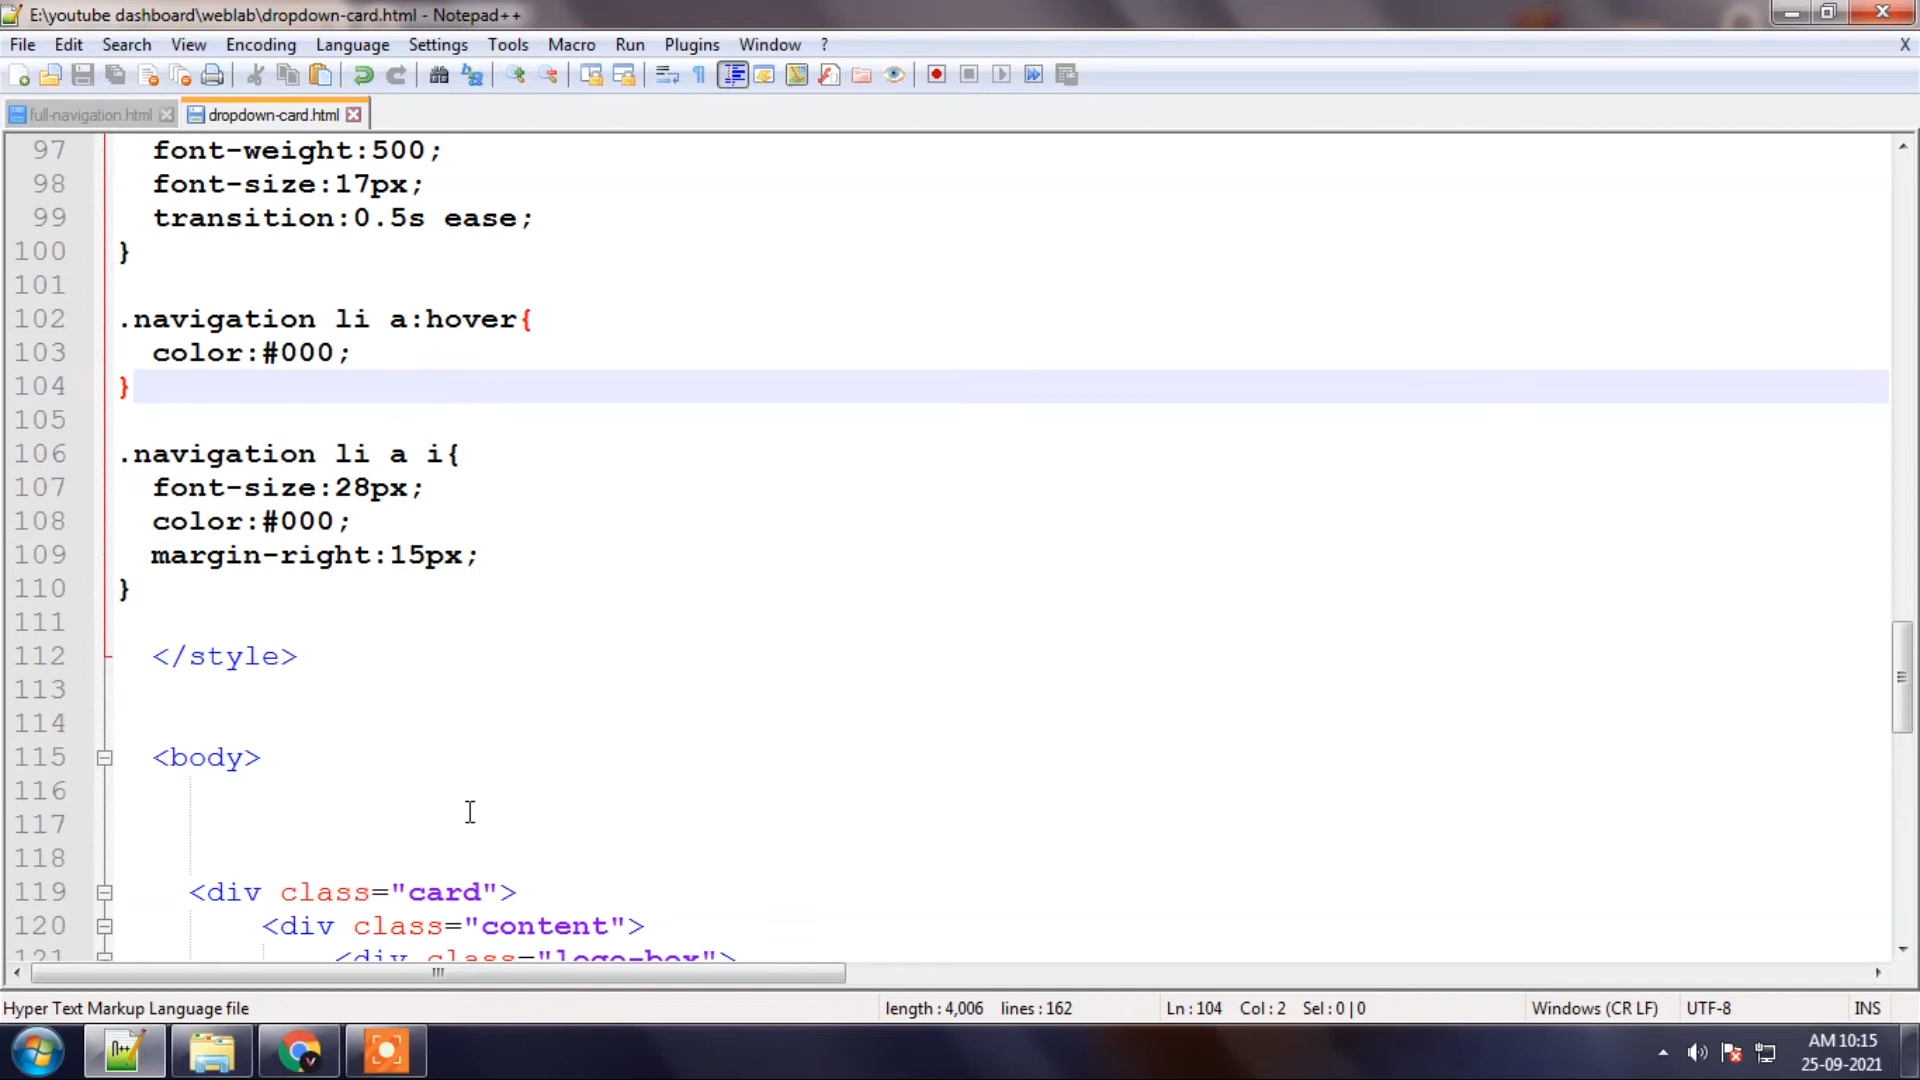 E:\youtube dashboard\weblab\dropdown-card.html - Notepad++
File Edit Search View Encoding Language Settings Tools Macro Run Plugins Window ? X
full-navigation.html dropdown-card.html
97 font-weight:500;
98 font-size:17px;
99 transition:0.5s ease;
100 }
101
102 .navigation li a:hover{
103 color:#000;
104 }
105
106 .navigation li a i{
107 font-size:28px;
108 color:#000;
109 margin-right:15px;
110 }
111
112 </style>
113
114
115 <body>
116
117
118
119 <div class="card">
120 <div class="content">
121 <div class="logo-box">
Hyper Text Markup Language file length : 4,006 lines : 162 Ln : 104 Col : 2 Sel : 0 | 0 Windows (CR LF) UTF-8 INS
AM 10:15
25-09-2021